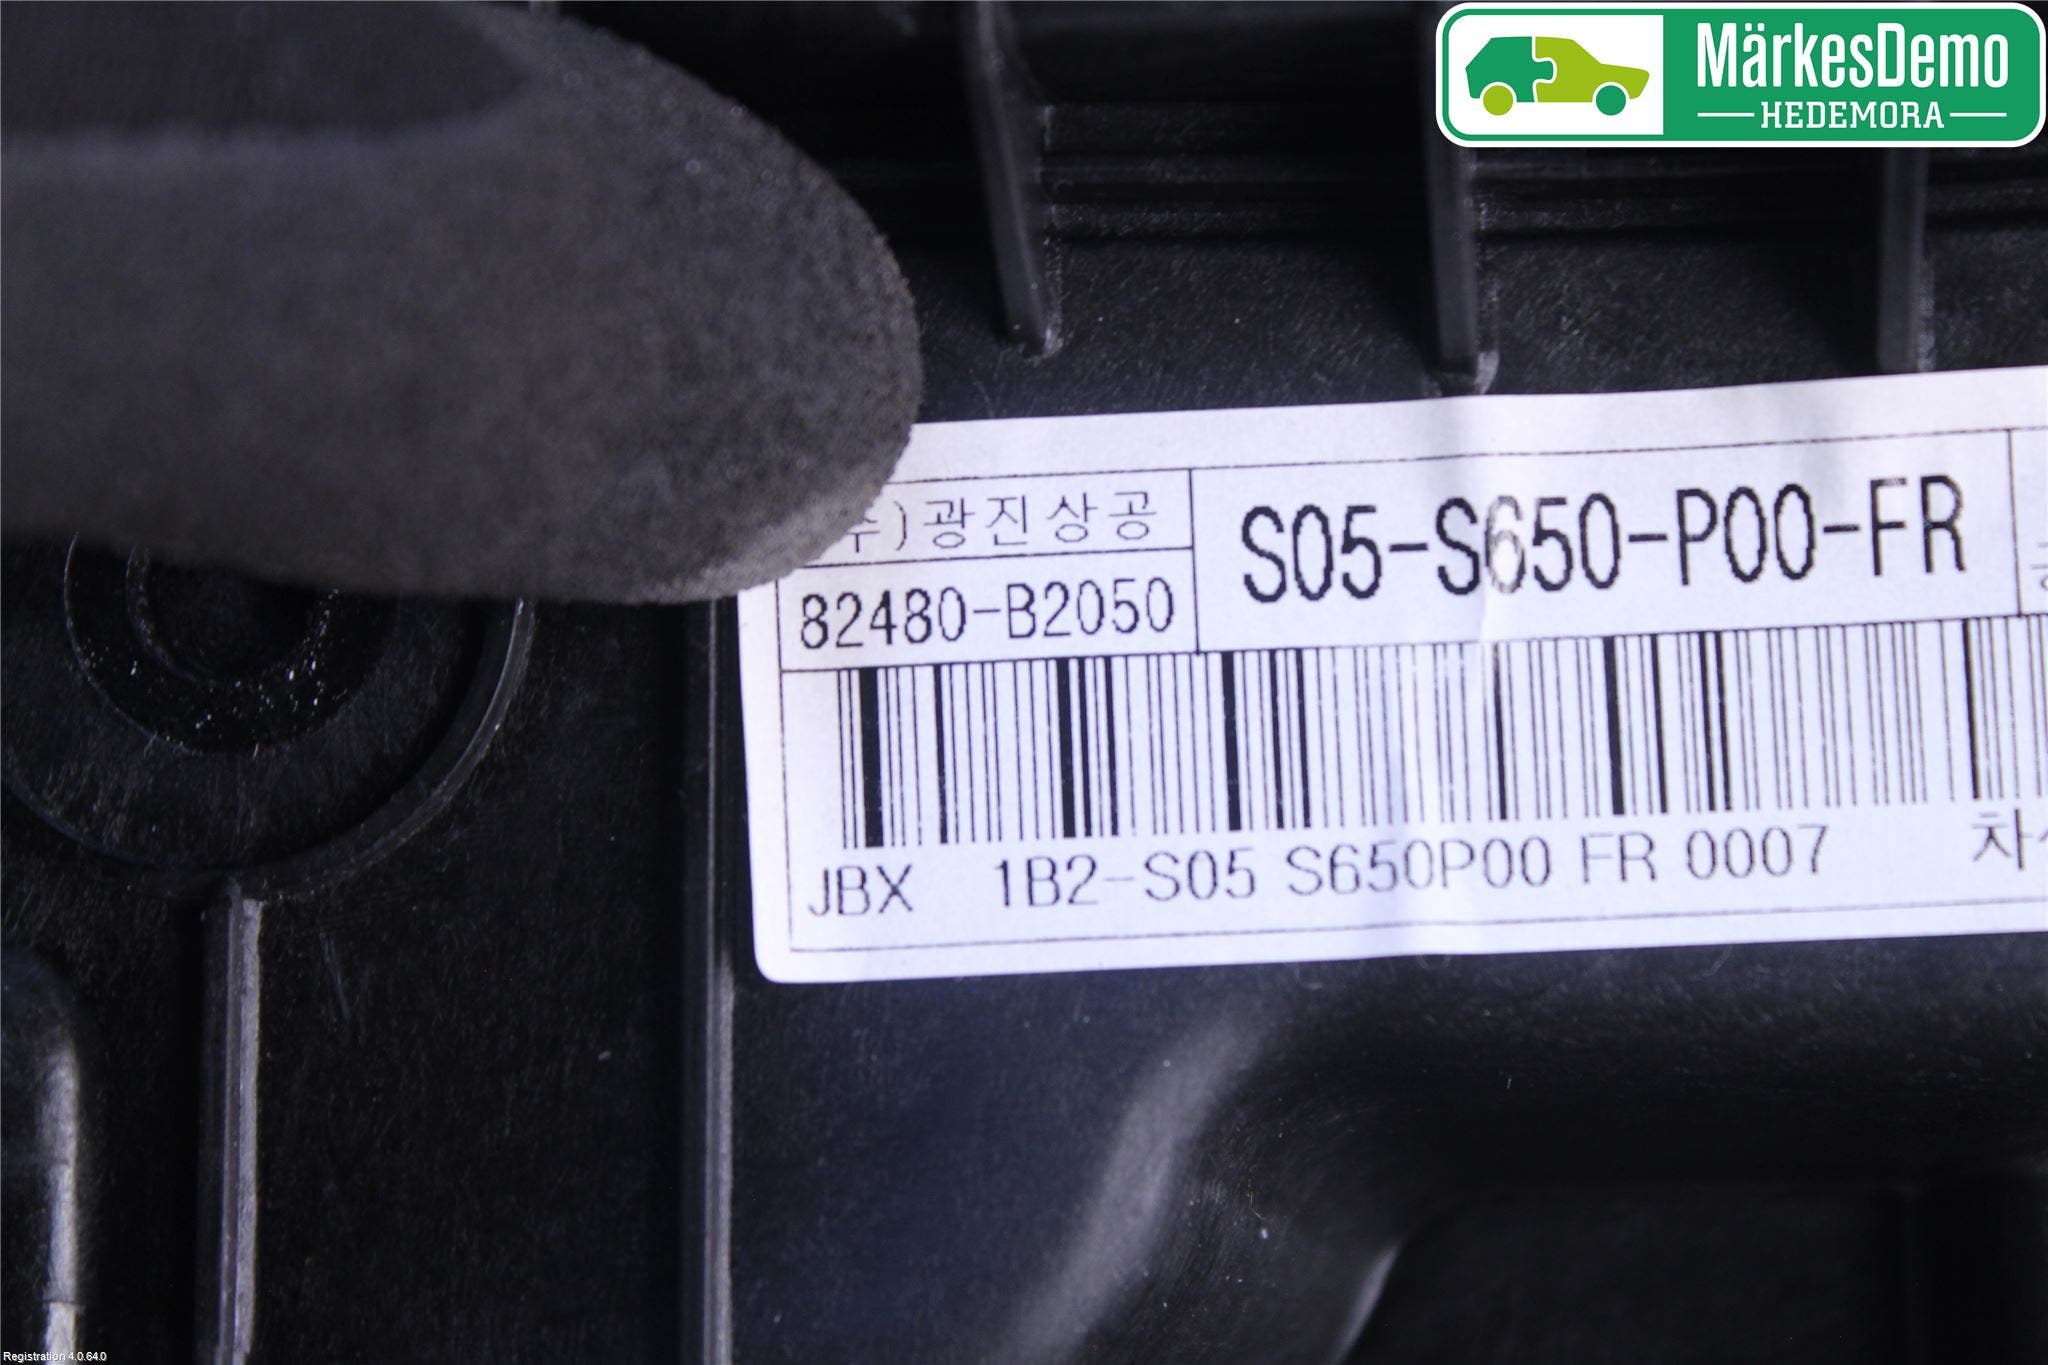 MärkesDemo
HEDEMORA
)광진상공
S05-S650-P00-FR
82480-B2050
JBX 1B2-S05 S650P00 FR 0007
Registration 4.0.64.0